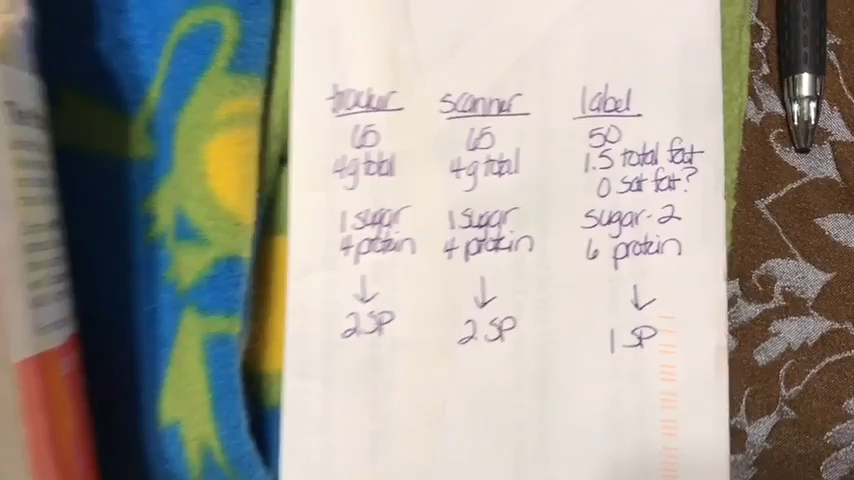 tracker scanner label
65 65 50
4g total 4g total 1.5 total fat
0 sat fat?
1 sugar 1 sugar sugar-2
4 protein 4 protein 6 protein
↓ ↓ ↓
2 SP 2 SP 1 SP